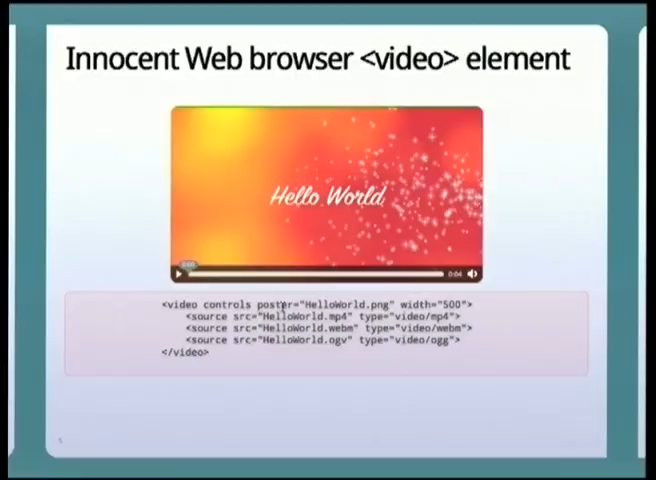 Innocent Web browser <video> element
Hello World
0:00
0:04
<video controls poster="HelloWorld.png" width="500">
<source src="HelloWorld.mp4" type="video/mp4">
<source src="HelloWorld.webm" type="video/webm">
<source src="HelloWorld.ogv" type="video/ogg">
</video>